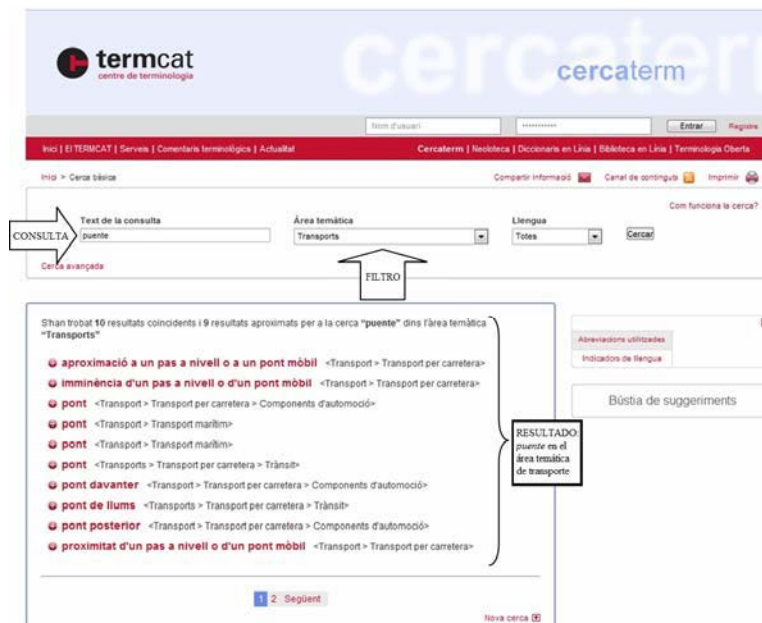 cercaterm
termcat
centre de terminologia
cercaterm
Nom d'usuari
Entrar
Registre
Inici | El TERMCAT | Serveis | Comentaris terminològics | Actualitat
Cercaterm | Neoloteca | Diccionaris en Línia | Biblioteca en Línia | Terminologia Oberta
Inici > Cerca bàsica
Compartir informació
Canal de continguts
Imprimir
Com funciona la cerca?
Text de la consulta
Àrea temàtica
Llengua
CONSULTA
puente
Transports
Totes
Cercar
Cerca avançada
FILTRO
S'han trobat 10 resultats coincidents i 9 resultats aproximats per a la cerca "puente" dins l'àrea temàtica
"Transports"
aproximació a un pas a nivell o a un pont mòbil <Transport > Transport per carretera>
imminència d'un pas a nivell o d'un pont mòbil <Transport > Transport per carretera>
pont <Transport > Transport per carretera > Components d'automoció>
pont <Transport > Transport marítim>
pont <Transport > Transport marítim>
pont <Transports > Transport per carretera > Trànsit>
pont davanter <Transport > Transport per carretera > Components d'automoció>
pont de llums <Transports > Transport per carretera > Trànsit>
pont posterior <Transport > Transport per carretera > Components d'automoció>
proximitat d'un pas a nivell o d'un pont mòbil <Transport > Transport per carretera>
1 2 Següent
Nova cerca
Abreviacions utilitzades
Indicadors de llengua
Bústia de suggeriments
RESULTADO:
puente en el
área temática
de transporte